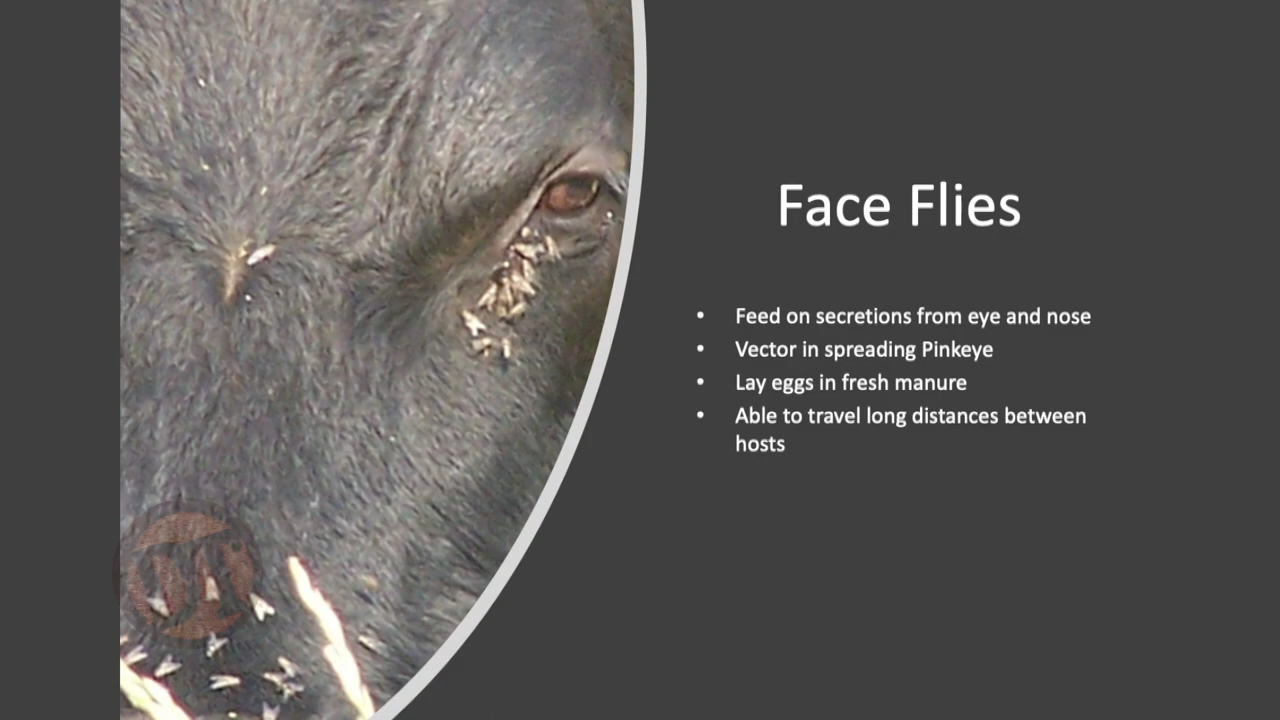 Face Flies
• Feed on secretions from eye and nose
• Vector in spreading Pinkeye
• Lay eggs in fresh manure
• Able to travel long distances between
hosts